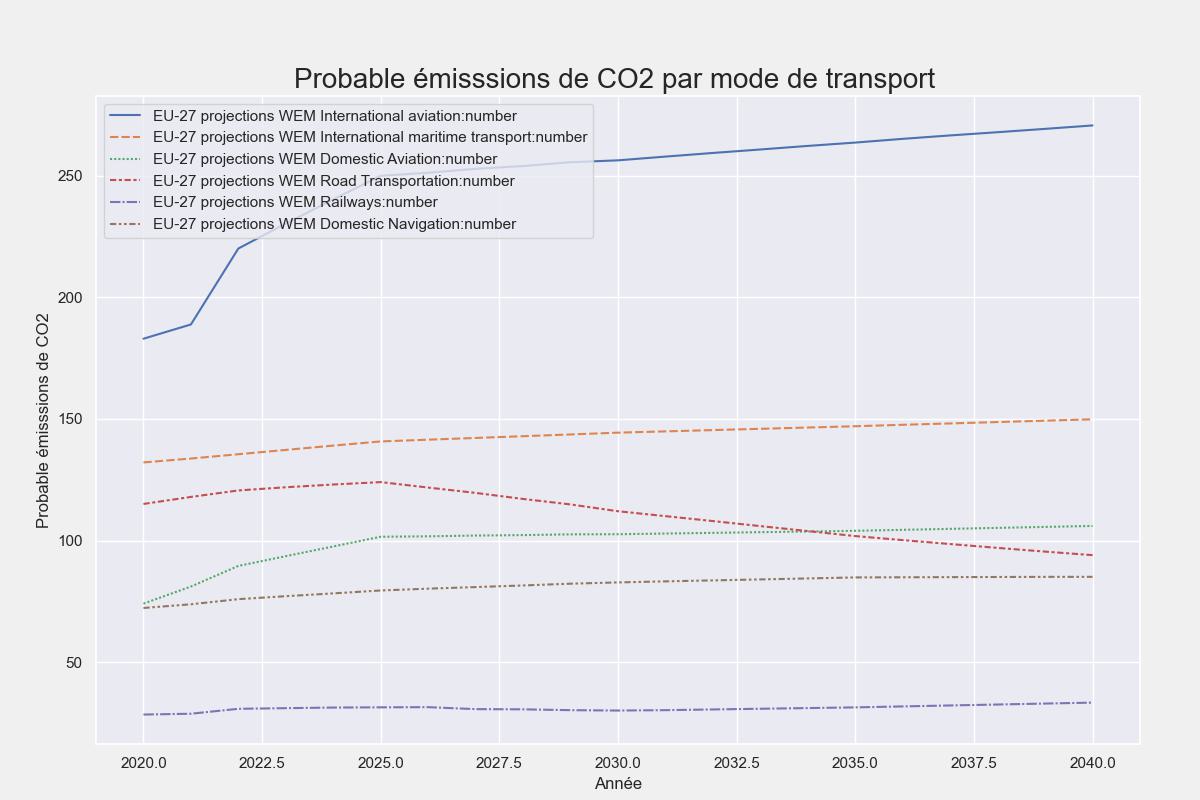 Probable émisssions de CO2 par mode de transport
EU-27 projections WEM International aviation:number
EU-27 projections WEM International maritime transport:number
EU-27 projections WEM Domestic Aviation:number
EU-27 projections WEM Road Transportation:number
EU-27 projections WEM Railways:number
EU-27 projections WEM Domestic Navigation:number
Probable émisssions de CO2
250
200
150
100
50
2020.0 2022.5 2025.0 2027.5 2030.0 2032.5 2035.0 2037.5 2040.0
Année